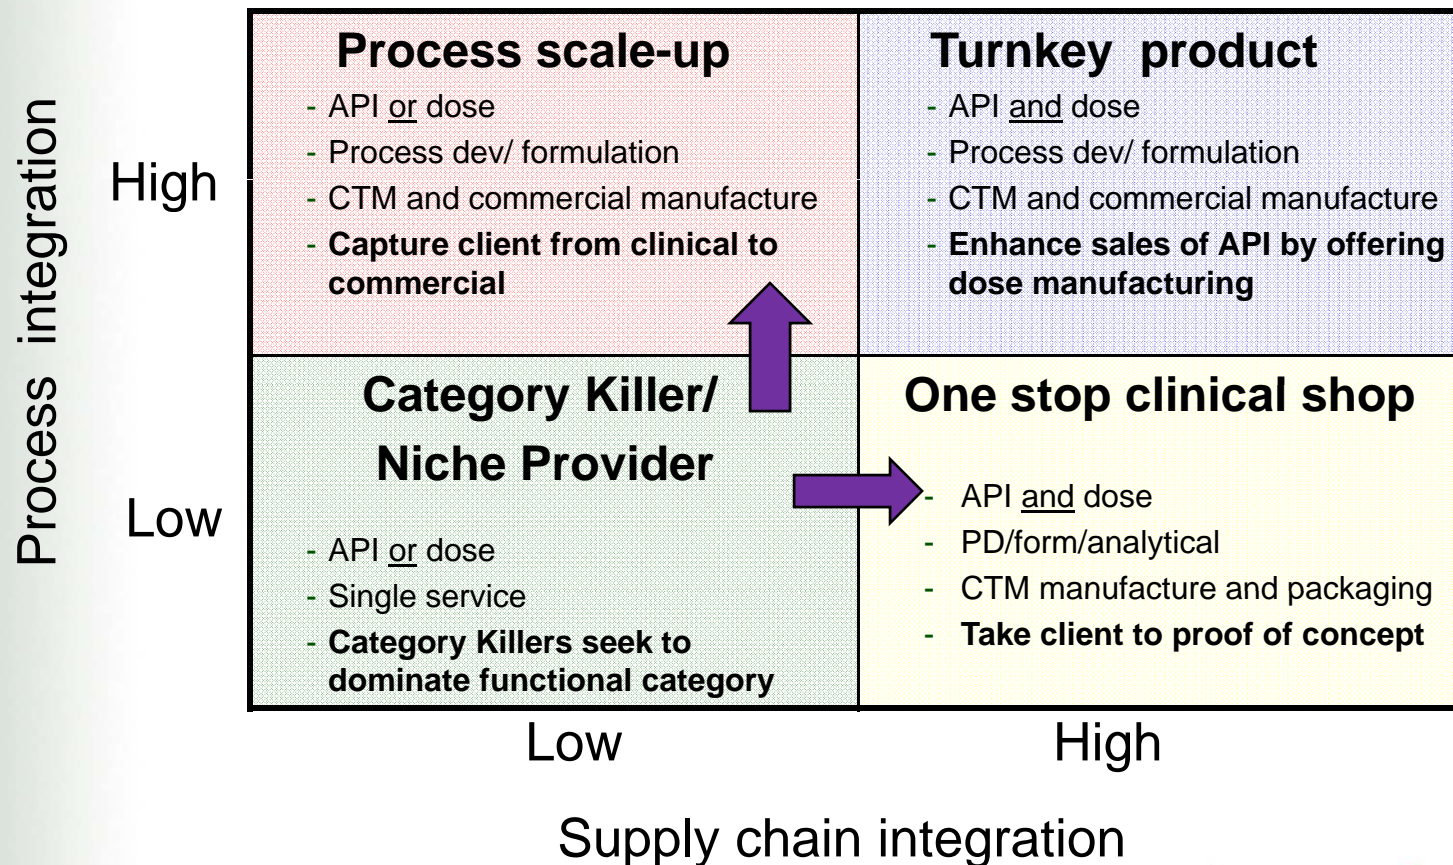 Process scale-up
- API or dose
- Process dev/ formulation
- CTM and commercial manufacture
- Capture client from clinical to
commercial
Turnkey product
- API and dose
- Process dev/ formulation
- CTM and commercial manufacture
- Enhance sales of API by offering
dose manufacturing
Process integration
High
Low
Category Killer/
Niche Provider
- API or dose
- Single service
- Category Killers seek to
dominate functional category
One stop clinical shop
- API and dose
- PD/form/analytical
- CTM manufacture and packaging
- Take client to proof of concept
Low
High
Supply chain integration